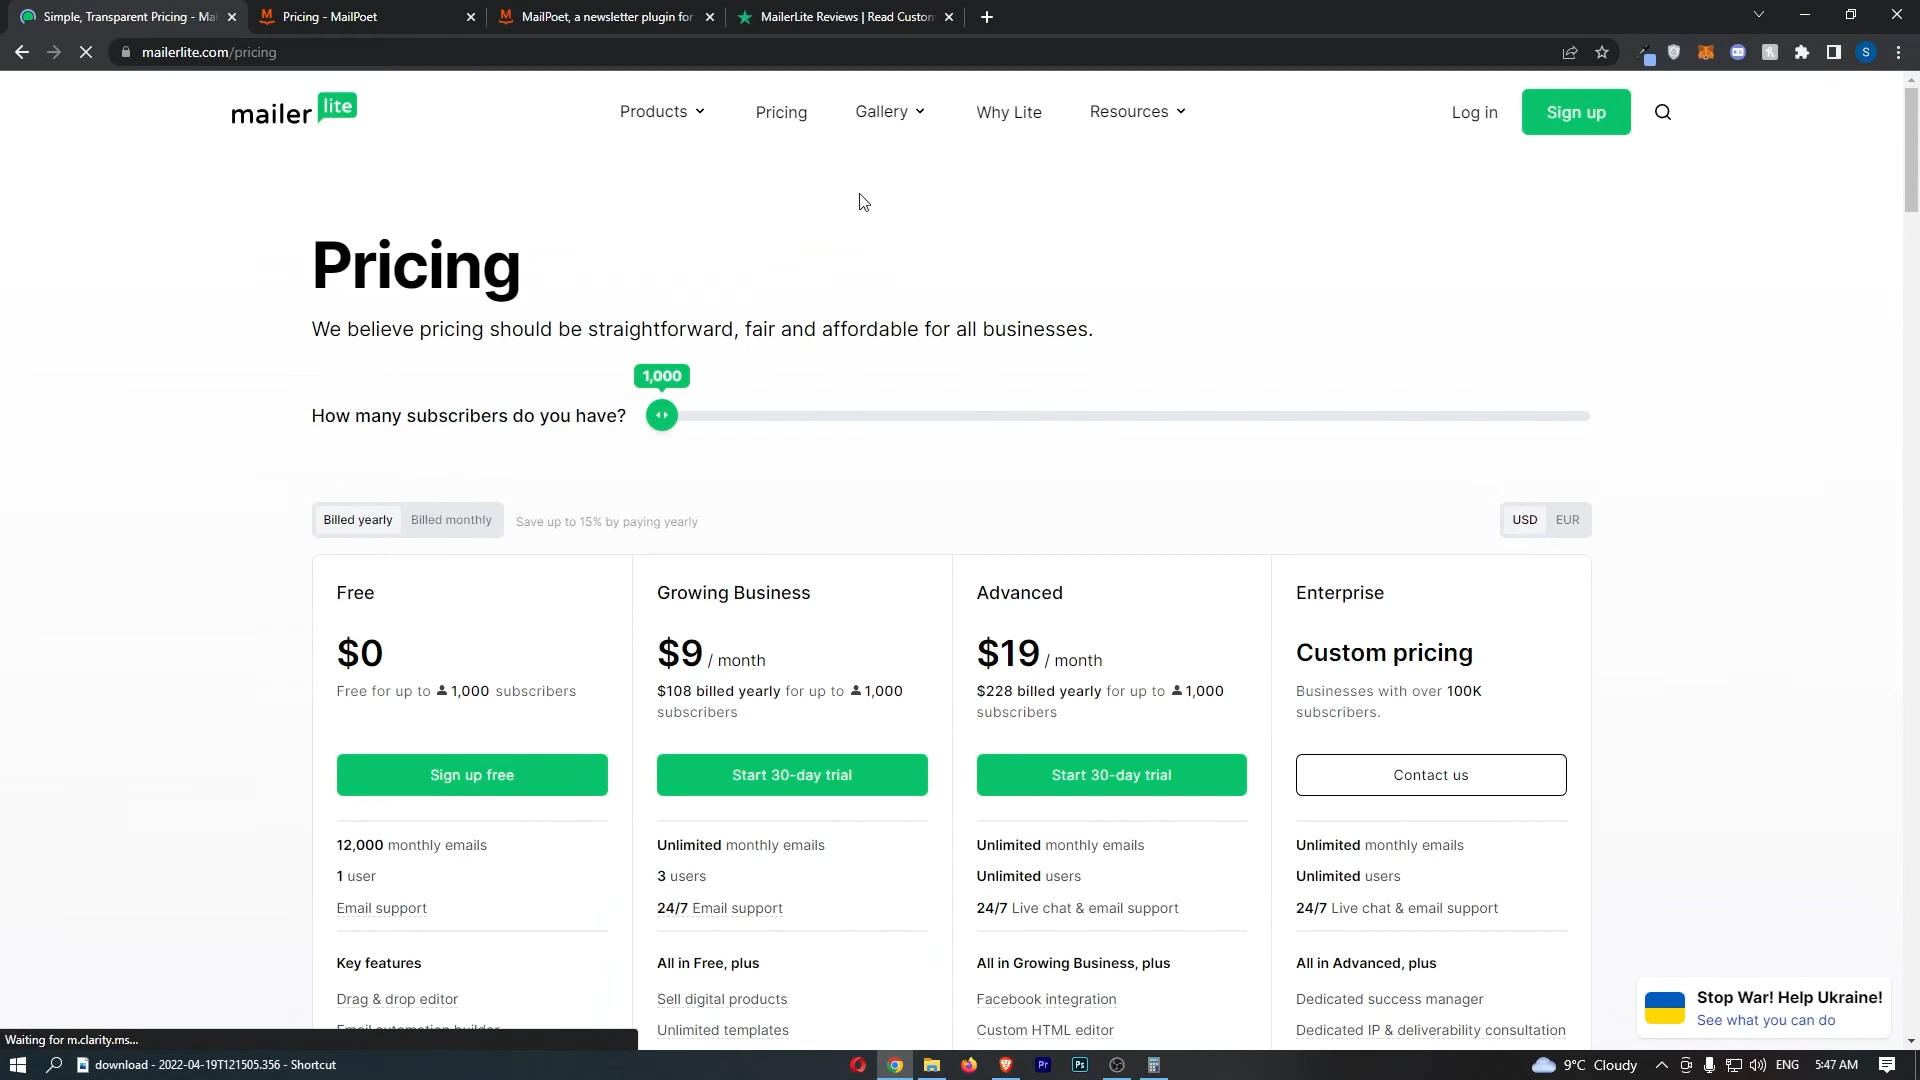 Simple, Transparent Pricing - Mai
Pricing - MailPoet
MailPoet, a newsletter plugin for
MailerLite Reviews | Read Custom
mailerlite.com/pricing
S
mailer lite
Products
Pricing
Gallery
Why Lite
Resources
Log in
Sign up
Pricing
We believe pricing should be straightforward, fair and affordable for all businesses.
1,000
How many subscribers do you have?
Billed yearly
Billed monthly
Save up to 15% by paying yearly
USD
EUR
Free
$0
Free for up to 1,000 subscribers
Sign up free
12,000 monthly emails
1 user
Email support
Key features
Drag & drop editor
Email automation builder
Growing Business
$9 / month
$108 billed yearly for up to 1,000
subscribers
Start 30-day trial
Unlimited monthly emails
3 users
24/7 Email support
All in Free, plus
Sell digital products
Unlimited templates
Advanced
$19 / month
$228 billed yearly for up to 1,000
subscribers
Start 30-day trial
Unlimited monthly emails
Unlimited users
24/7 Live chat & email support
All in Growing Business, plus
Facebook integration
Custom HTML editor
Enterprise
Custom pricing
Businesses with over 100K
subscribers.
Contact us
Unlimited monthly emails
Unlimited users
24/7 Live chat & email support
All in Advanced, plus
Dedicated success manager
Dedicated IP & deliverability consultation
Stop War! Help Ukraine!
See what you can do
Waiting for m.clarity.ms...
download - 2022-04-19T121505.356 - Shortcut
Pr
Ps
9°C Cloudy
ENG
5:47 AM